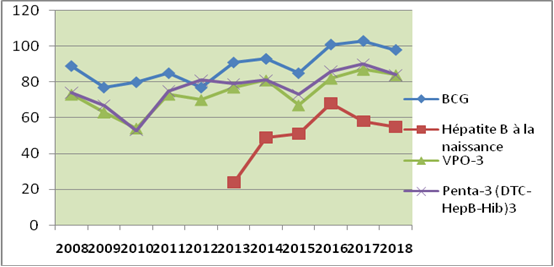 120
100
80
60
40
20
0
2008 2009 2010 2011 2012 2013 2014 2015 2016 2017 2018
BCG
Hépatite B à la
naissance
VPO-3
Penta-3 (DTC-
HepB-Hib)3